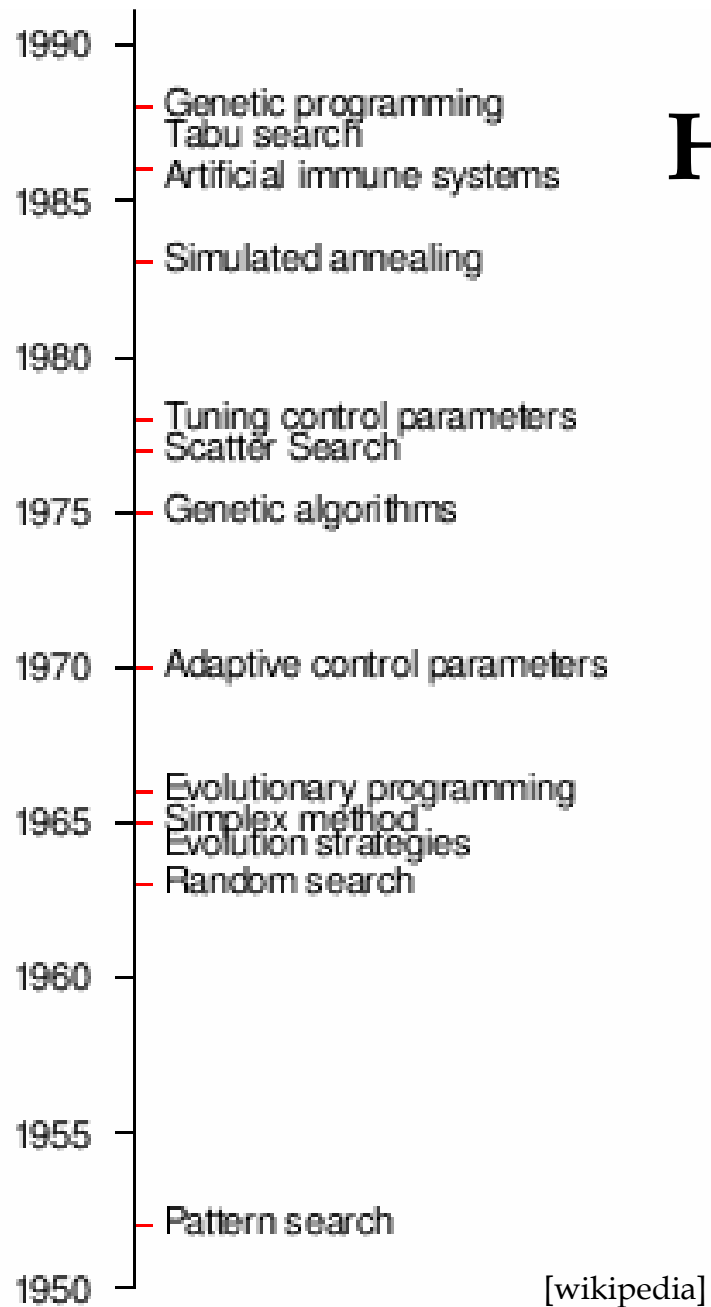 1990
Genetic programming
Tabu search
Artificial immune systems
1985
Simulated annealing
1980
Tuning control parameters
Scatter Search
1975
Genetic algorithms
1970
Adaptive control parameters
Evolutionary programming
1965
Simplex method
Evolution strategies
Random search
1960
1955
Pattern search
1950
[wikipedia]